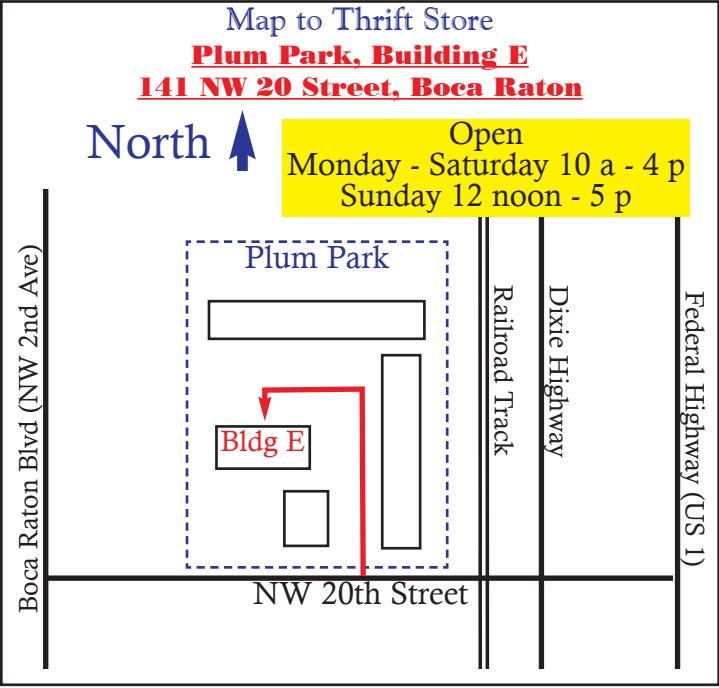 Map to Thrift Store
Plum Park, Building E
141 NW 20 Street, Boca Raton
North
Open
Monday - Saturday 10 a - 4 p
Sunday 12 noon - 5 p
Plum Park
Bldg E
Boca Raton Blvd (NW 2nd Ave)
Railroad Track
Dixie Highway
Federal Highway (US 1)
NW 20th Street